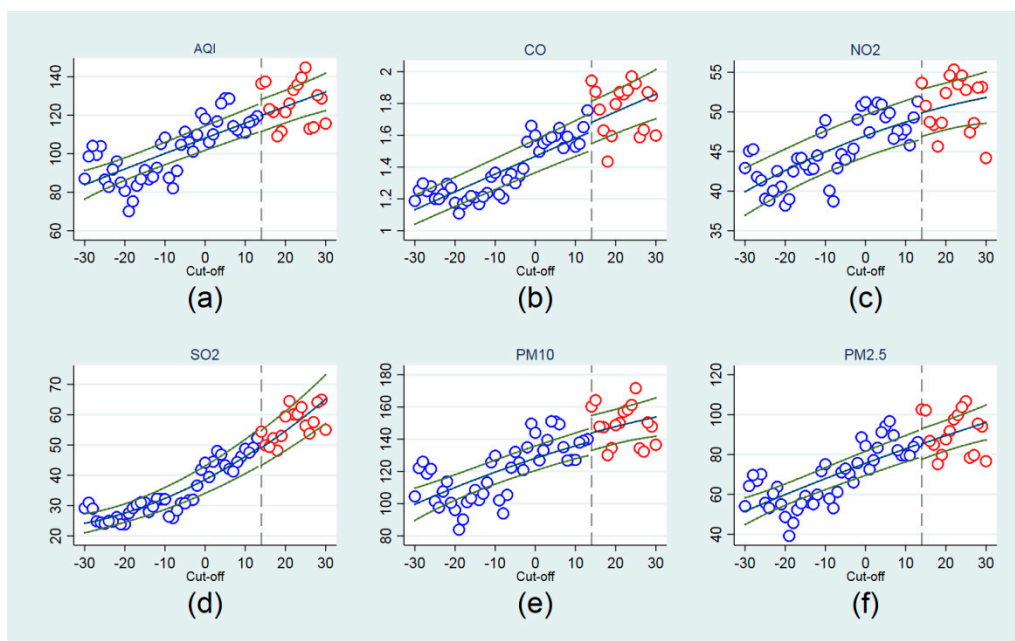 AQI
60 80 100 120 140
-30 -20 -10 0 10 20 30
Cut-off
(a)
CO
1 1.2 1.4 1.6 1.8 2
-30 -20 -10 0 10 20 30
Cut-off
(b)
NO2
35 40 45 50 55
-30 -20 -10 0 10 20 30
Cut-off
(c)
SO2
20 30 40 50 60 70
-30 -20 -10 0 10 20 30
Cut-off
(d)
PM10
80 100 120 140 160 180
-30 -20 -10 0 10 20 30
Cut-off
(e)
PM2.5
40 60 80 100 120
-30 -20 -10 0 10 20 30
Cut-off
(f)